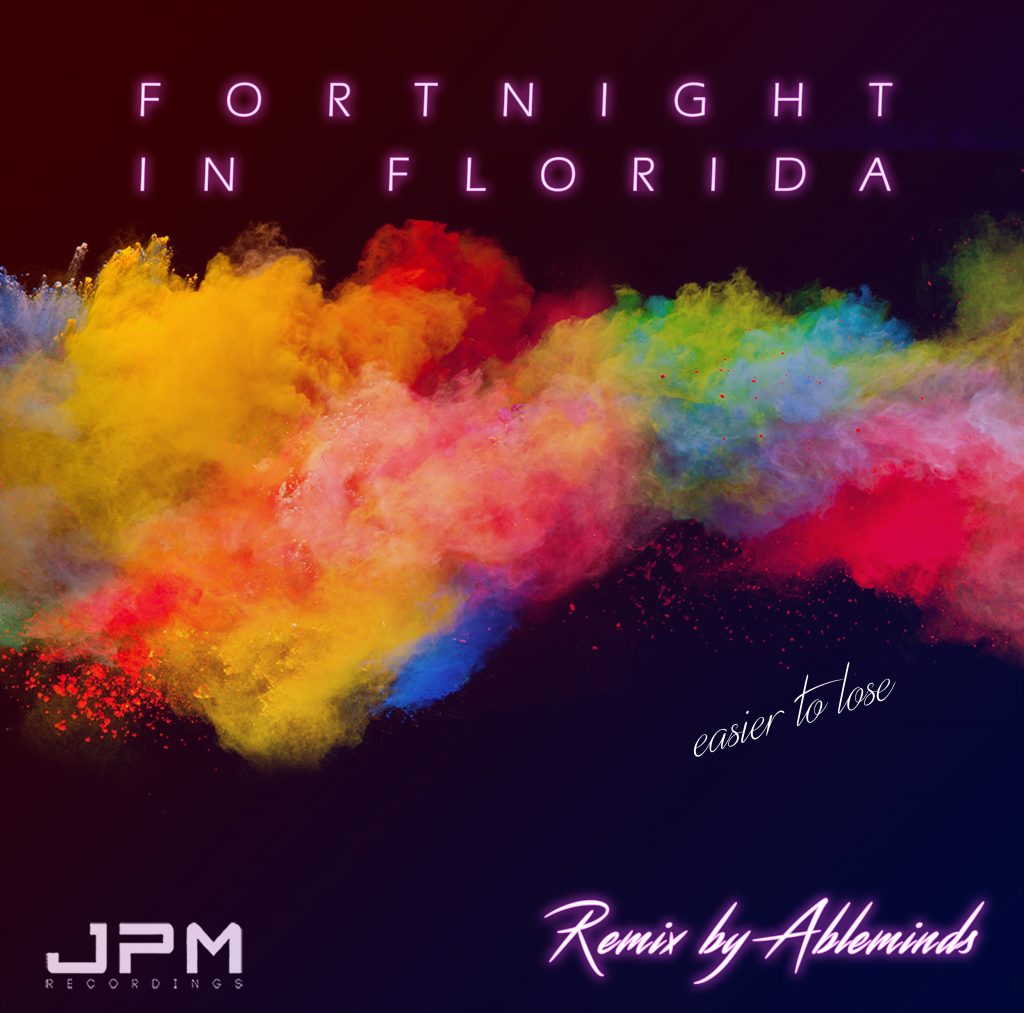 FORTNIGHT
IN FLORIDA
easier to lose
Remix by Ableminds
JPM
RECORDINGS